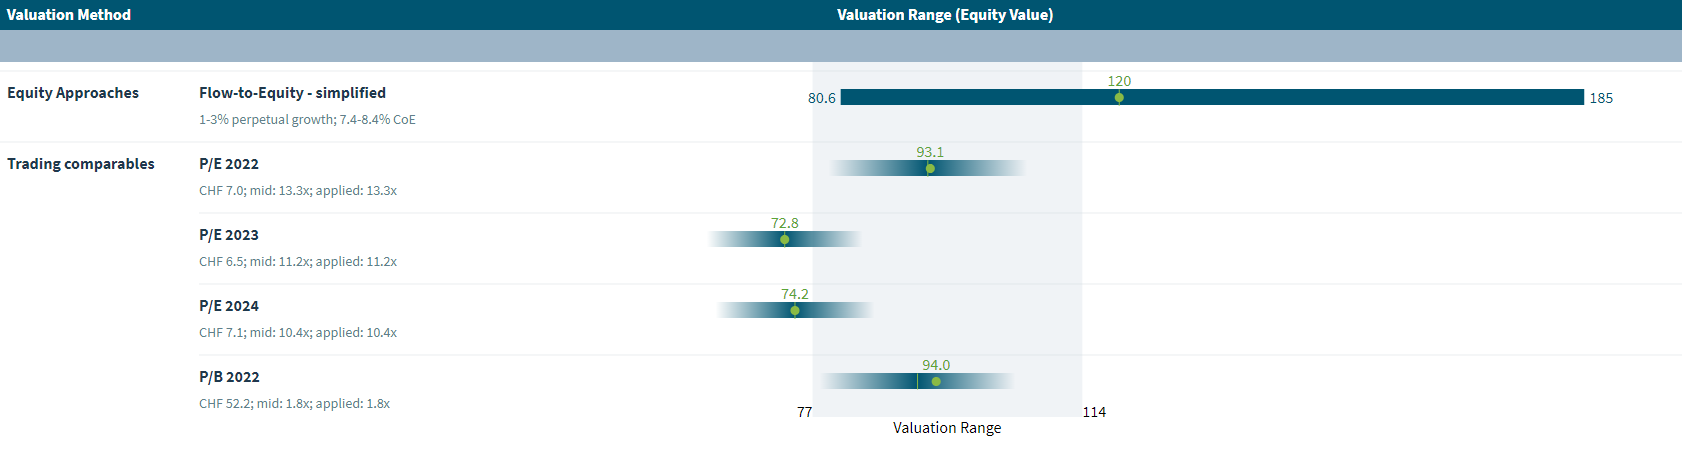 Valuation Method
Valuation Range (Equity Value)
Equity Approaches
Flow-to-Equity - simplified
1-3% perpetual growth; 7.4-8.4% CoE
120
80.6
185
Trading comparables
P/E 2022
CHF 7.0; mid: 13.3x; applied: 13.3x
93.1
P/E 2023
CHF 6.5; mid: 11.2x; applied: 11.2x
72.8
P/E 2024
CHF 7.1; mid: 10.4x; applied: 10.4x
74.2
P/B 2022
CHF 52.2; mid: 1.8x; applied: 1.8x
94.0
77
114
Valuation Range